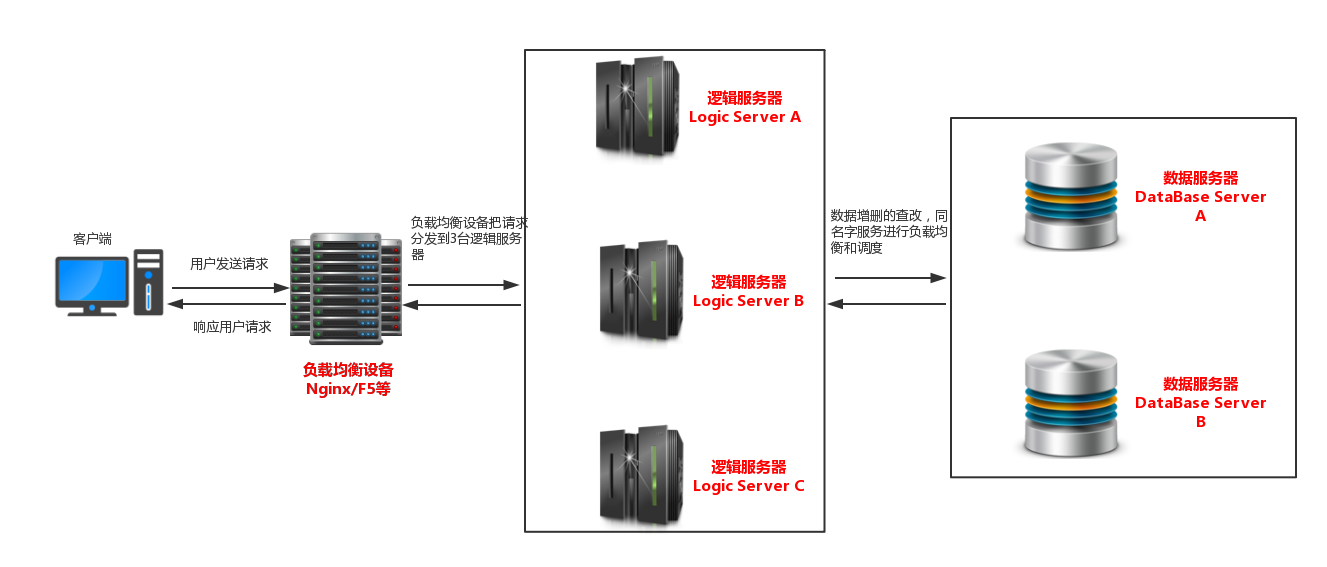 客户端
用户发送请求
响应用户请求
负载均衡设备
Nginx/F5等
负载均衡设备把请求
分发到3台逻辑服务
器
逻辑服务器
Logic Server A
逻辑服务器
Logic Server B
逻辑服务器
Logic Server C
数据增删的查改，同
名字服务进行负载均
衡和调度
数据服务器
DataBase Server
A
数据服务器
DataBase Server
B